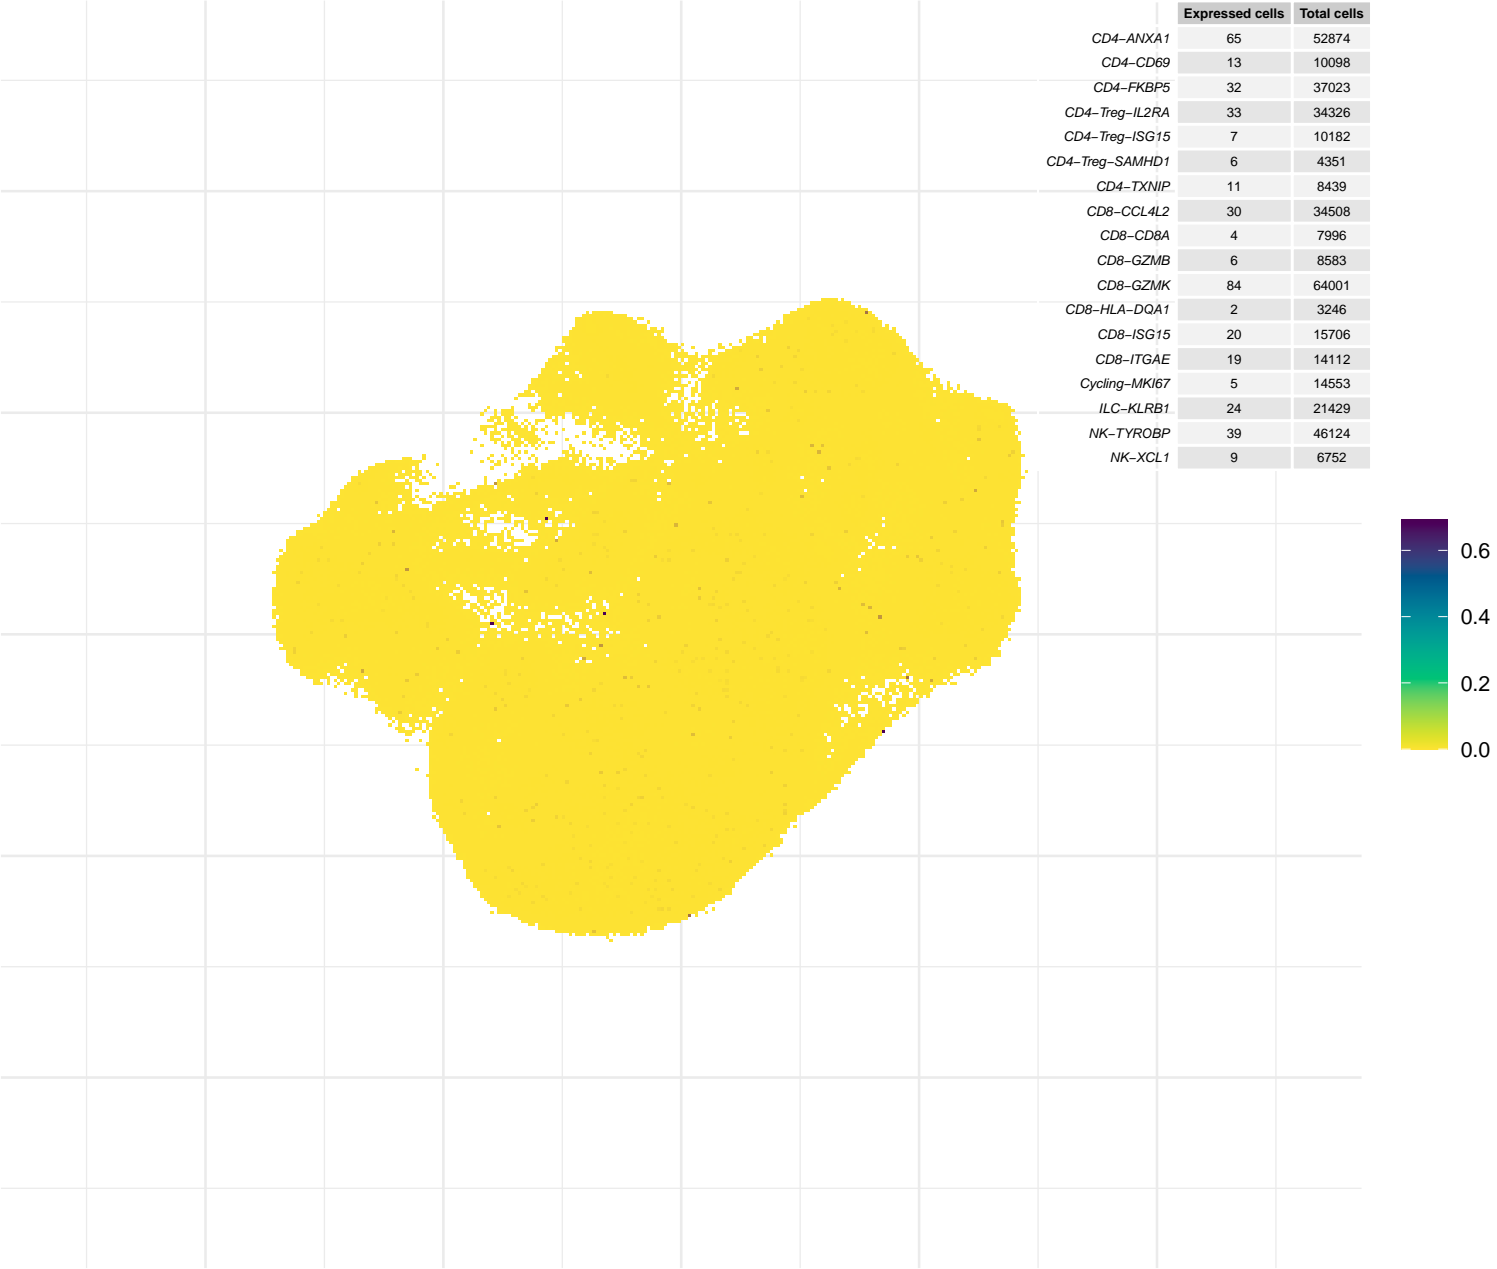 Expressed cells Total cells
CD4−ANXA1 65 52874
CD4−CD69 13 10098
CD4−FKBP5 32 37023
CD4−Treg−IL2RA 33 34326
CD4−Treg−ISG15 7 10182
CD4−Treg−SAMHD1 6 4351
CD4−TXNIP 11 8439
CD8−CCL4L2 30 34508
CD8−CD8A 4 7996
CD8−GZMB 6 8583
CD8−GZMK 84 64001
CD8−HLA−DQA1 2 3246
CD8−ISG15 20 15706
CD8−ITGAE 19 14112
Cycling−MKI67 5 14553
ILC−KLRB1 24 21429
NK−TYROBP 39 46124
NK−XCL1 9 6752
0.6
0.4
0.2
0.0